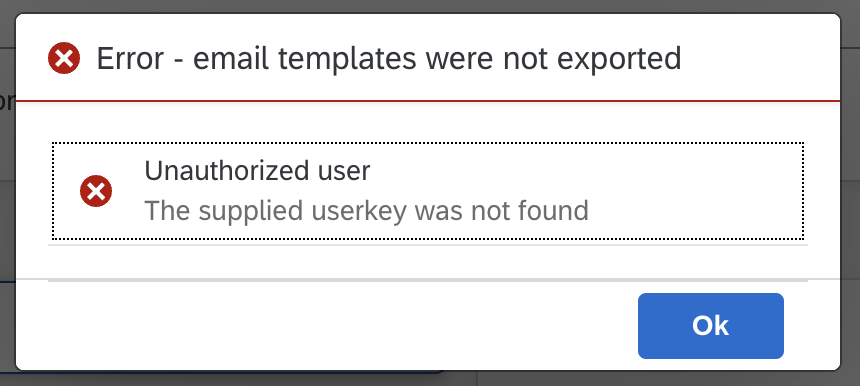 Error - email templates were not exported
Unauthorized user
The supplied userkey was not found
Ok